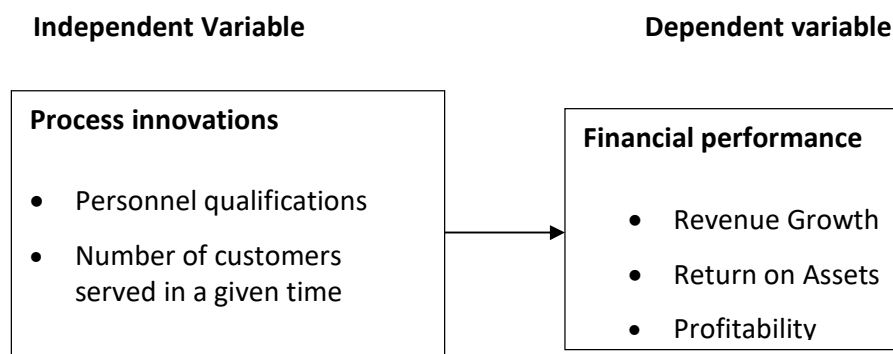 Independent Variable
Dependent variable
Process innovations
• Personnel qualifications
• Number of customers
served in a given time
Financial performance
• Revenue Growth
• Return on Assets
• Profitability